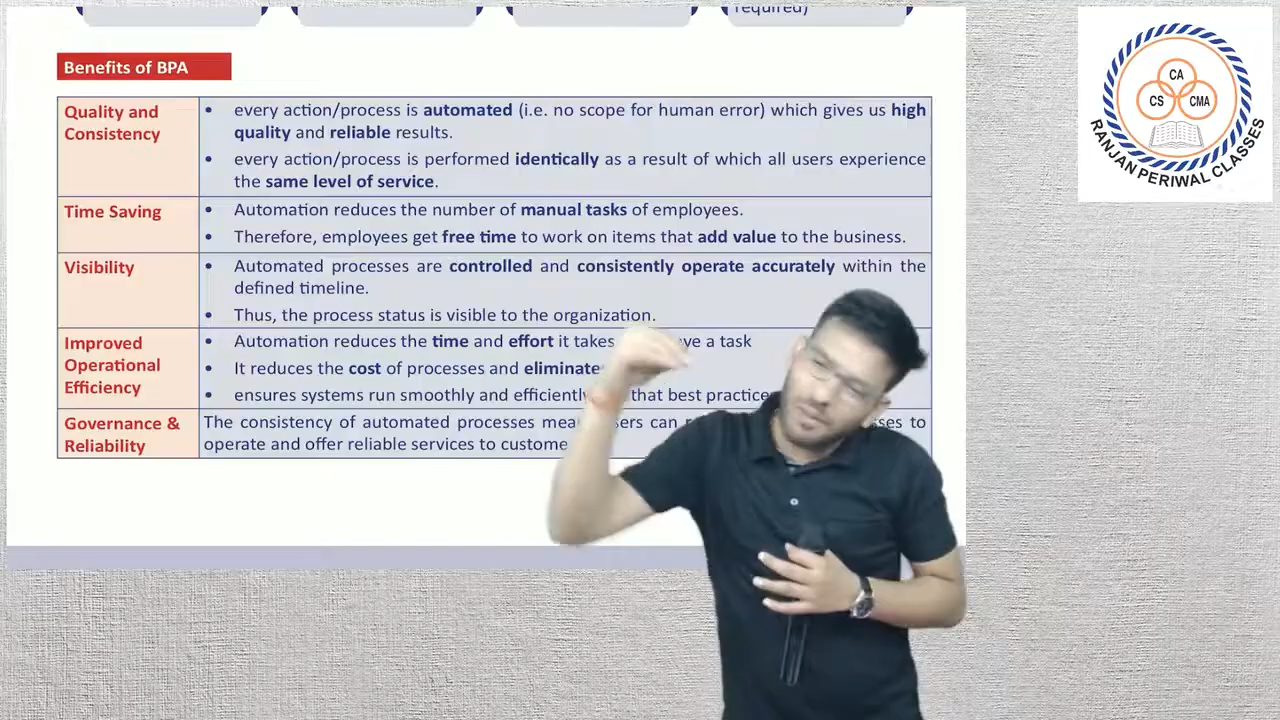 required)
Benefits of BPA
Quality and
Consistency
• every action/process is automated (i.e. no scope for human error) which gives us high
quality and reliable results.
• every action/process is performed identically as a result of which all users experience
the same level of service.
Time Saving
• Automation reduces the number of manual tasks of employees.
• Therefore, employees get free time to work on items that add value to the business.
Visibility
• Automated processes are controlled and consistently operate accurately within the
defined timeline.
• Thus, the process status is visible to the organization.
Improved
Operational
Efficiency
• Automation reduces the time and effort it takes a task
• It reduces the cost of processes and eliminate
• ensures systems run smoothly and efficiently that best practice
Governance &
Reliability
The consistency of automated processes users can to
operate and offer reliable services to
CA
CS
CMA
RANJAN PERIWAL CLASSES